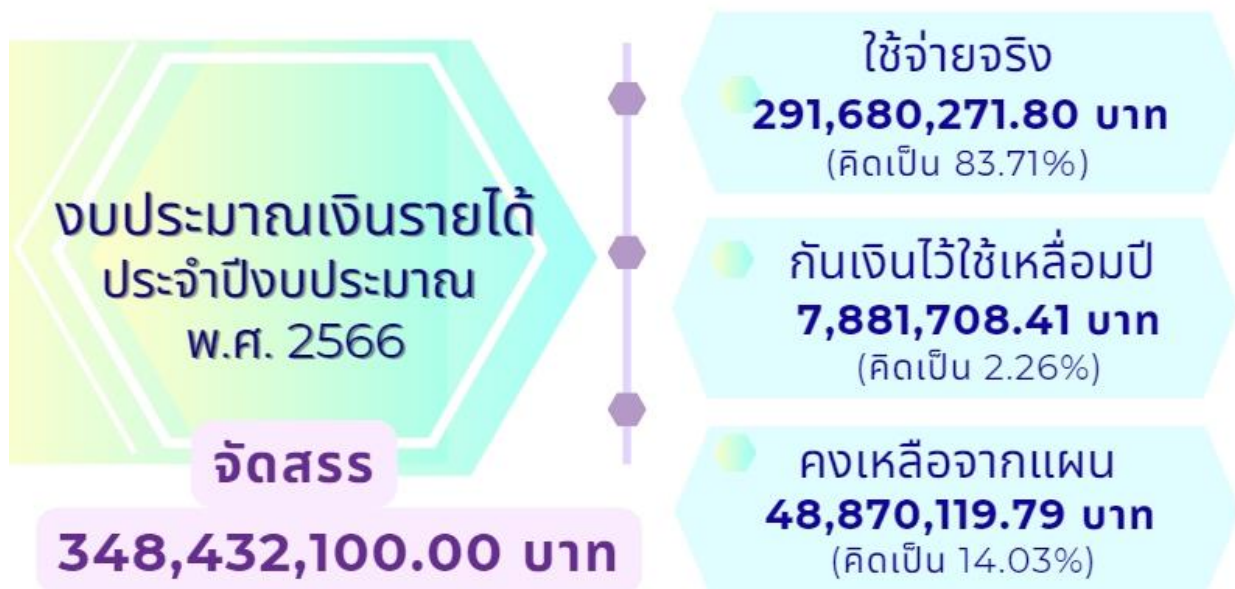 งบประมาณเงินรายได้
ประจำปีงบประมาณ
พ.ศ. 2566
จัดสรร
348,432,100.00 บาท
ใช้จ่ายจริง
291,680,271.80 บาท
(คิดเป็น 83.71%)
กันเงินไว้ใช้เหลื่อมปี
7,881,708.41 บาท
(คิดเป็น 2.26%)
คงเหลือจากแผน
48,870,119.79 บาท
(คิดเป็น 14.03%)